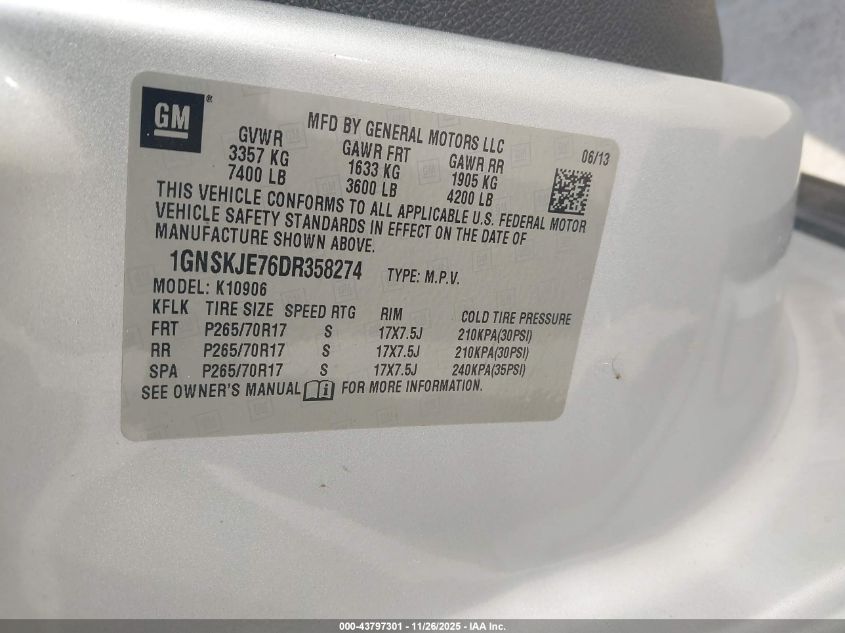 GM ®
MFD BY GENERAL MOTORS LLC
GVWR GAWR FRT GAWR RR 06/13
3357 KG 1633 KG 1905 KG
7400 LB 3600 LB 4200 LB
THIS VEHICLE CONFORMS TO ALL APPLICABLE U.S. FEDERAL MOTOR
VEHICLE SAFETY STANDARDS IN EFFECT ON THE DATE OF
MANUFACTURE SHOWN ABOVE.
1GNSKJE76DR358274 TYPE: M.P.V.
MODEL: K10906
KFLK TIRE SIZE SPEED RTG RIM COLD TIRE PRESSURE
FRT P265/70R17 S 17X7.5J 210KPA(30PSI)
RR P265/70R17 S 17X7.5J 210KPA(30PSI)
SPA P265/70R17 S 17X7.5J 240KPA(35PSI)
SEE OWNER'S MANUAL FOR MORE INFORMATION.
000-43797301 - 11/26/2025 - IAA Inc.